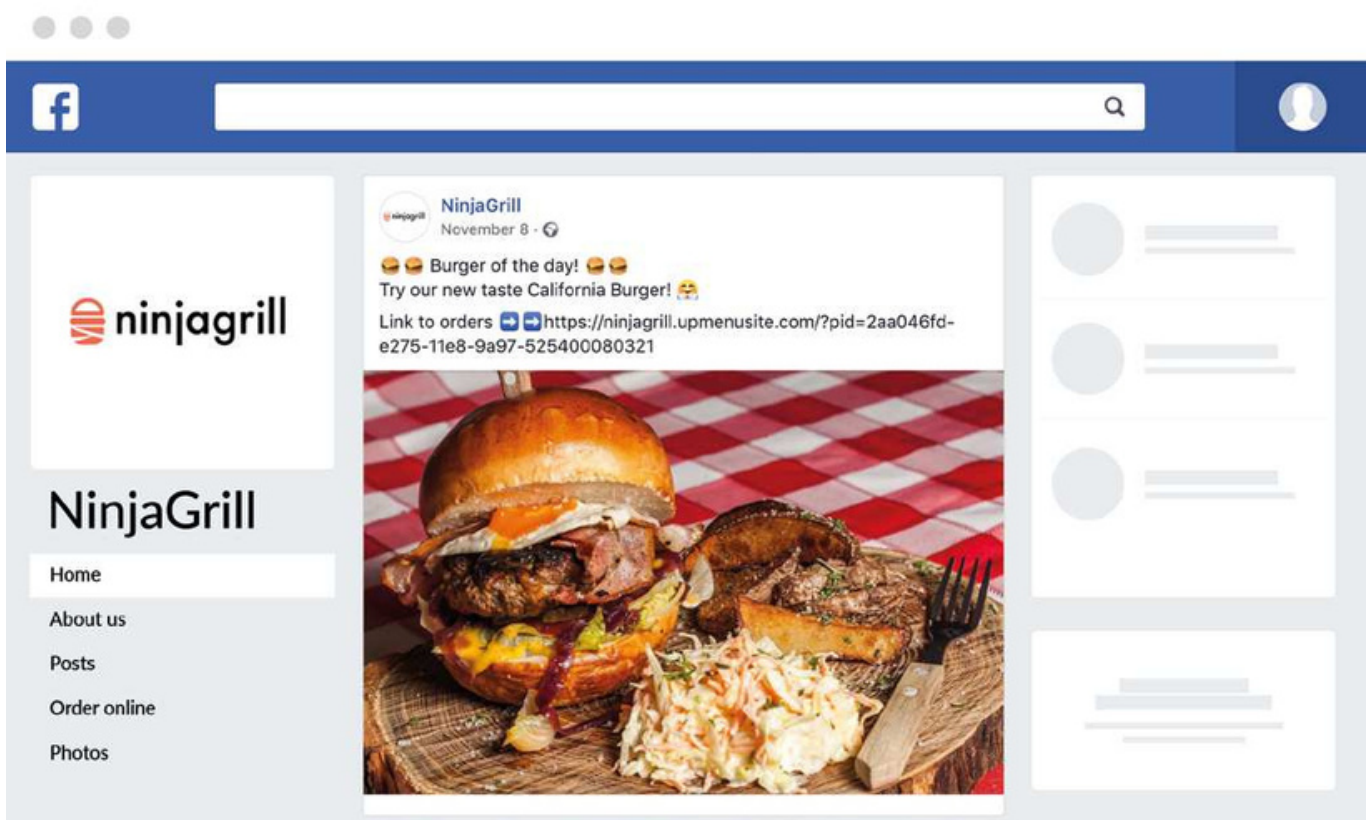 f
ninjagrill
NinjaGrill
Home
About us
Posts
Order online
Photos
ninjagrill
NinjaGrill
November 8 ·
🍔🍔 Burger of the day! 🍔🍔
Try our new taste California Burger! 🤗
Link to orders ➡️➡️https://ninjagrill.upmenusite.com/?pid=2aa046fd-
e275-11e8-9a97-525400080321